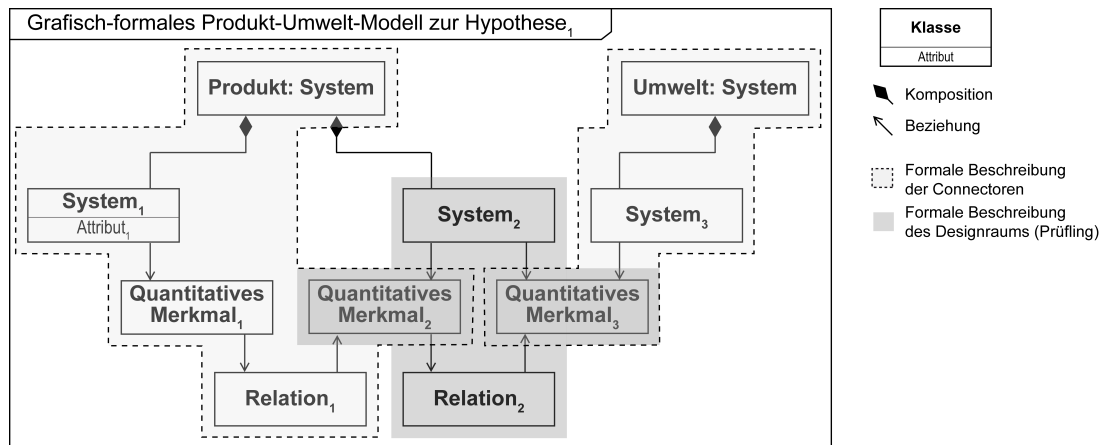 Grafisch-formales Produkt-Umwelt-Modell zur Hypothese₁
Produkt: System
Umwelt: System
System₁
Attribut₁
System₂
System₃
Quantitatives
Merkmal₁
Quantitatives
Merkmal₂
Quantitatives
Merkmal₃
Relation₁
Relation₂
Klasse
Attribut
Komposition
Beziehung
Formale Beschreibung
der Connectoren
Formale Beschreibung
des Designraums (Prüfling)